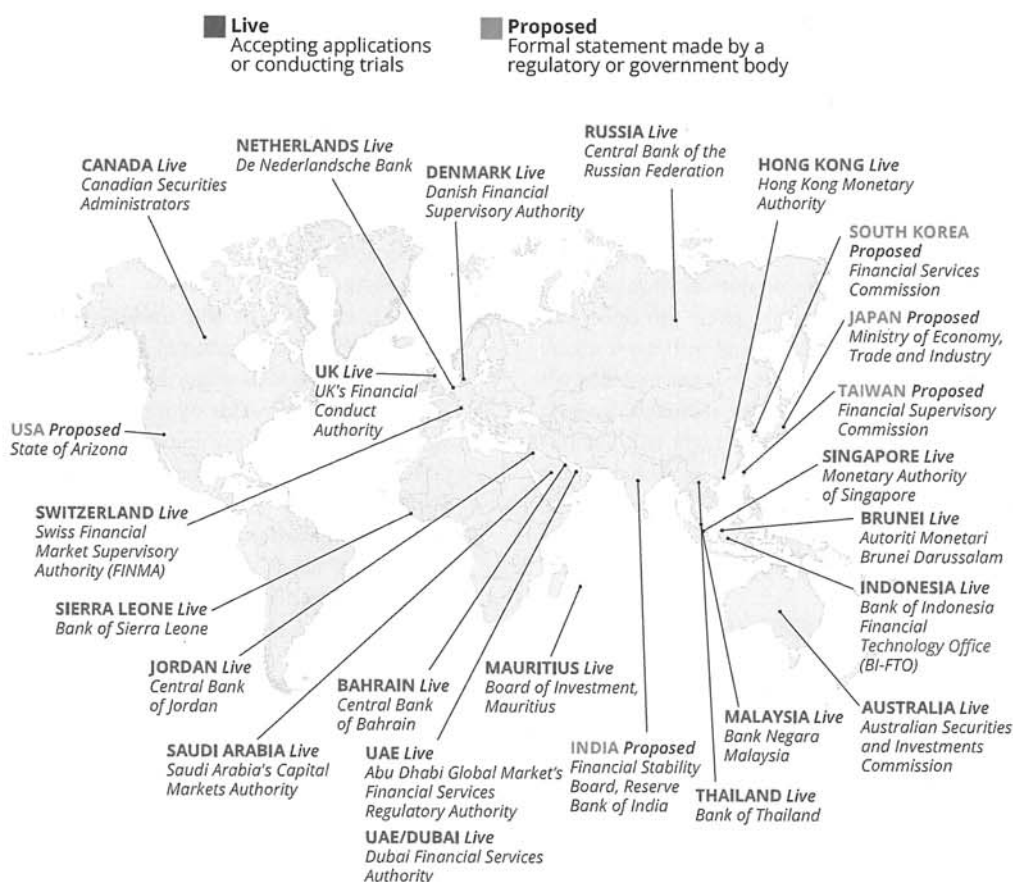 Live
Accepting applications
or conducting trials
Proposed
Formal statement made by a
regulatory or government body
CANADA Live
Canadian Securities
Administrators
NETHERLANDS Live
De Nederlandsche Bank
DENMARK Live
Danish Financial
Supervisory Authority
RUSSIA Live
Central Bank of the
Russian Federation
HONG KONG Live
Hong Kong Monetary
Authority
SOUTH KOREA
Proposed
Financial Services
Commission
JAPAN Proposed
Ministry of Economy,
Trade and Industry
UK Live
UK's Financial
Conduct
Authority
TAIWAN Proposed
Financial Supervisory
Commission
USA Proposed
State of Arizona
SINGAPORE Live
Monetary Authority
of Singapore
SWITZERLAND Live
Swiss Financial
Market Supervisory
Authority (FINMA)
BRUNEI Live
Autoriti Monetari
Brunei Darussalam
INDONESIA Live
Bank of Indonesia
Financial
Technology Office
(BI-FTO)
SIERRA LEONE Live
Bank of Sierra Leone
JORDAN Live
Central Bank
of Jordan
BAHRAIN Live
Central Bank
of Bahrain
MAURITIUS Live
Board of Investment,
Mauritius
AUSTRALIA Live
Australian Securities
and Investments
Commission
MALAYSIA Live
Bank Negara
Malaysia
SAUDI ARABIA Live
Saudi Arabia's Capital
Markets Authority
UAE Live
Abu Dhabi Global Market's
Financial Services
Regulatory Authority
INDIA Proposed
Financial Stability
Board, Reserve
Bank of India
THAILAND Live
Bank of Thailand
UAE/DUBAI Live
Dubai Financial Services
Authority